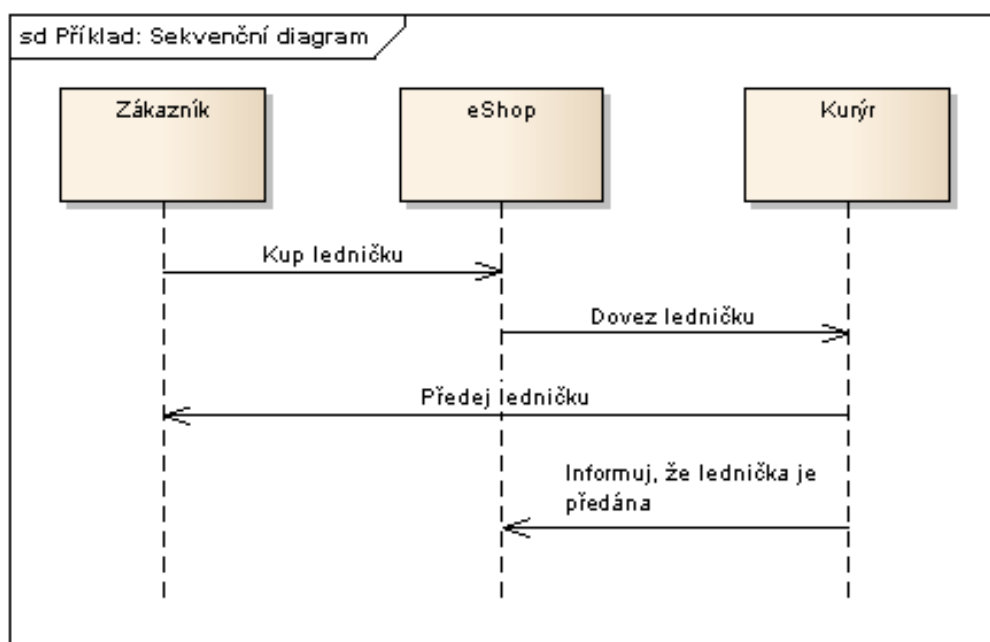 sd Příklad: Sekvenční diagram
Zákazník
eShop
Kurýr
Kup ledničku
Dovez ledničku
Předej ledničku
Informuj, že lednička je
předána